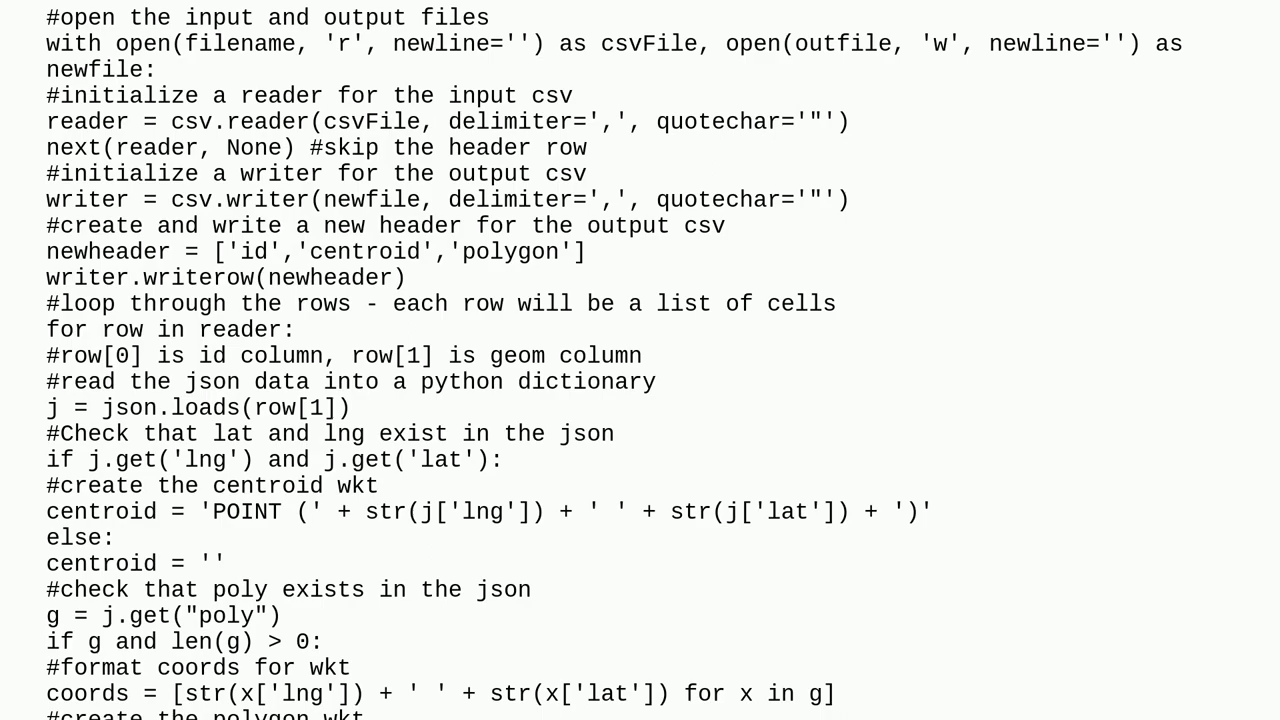 #open the input and output files
with open(filename, 'r', newline='') as csvFile, open(outfile, 'w', newline='') as
newfile:
#initialize a reader for the input csv
reader = csv.reader(csvFile, delimiter=',', quotechar='"')
next(reader, None) #skip the header row
#initialize a writer for the output csv
writer = csv.writer(newfile, delimiter=',', quotechar='"')
#create and write a new header for the output csv
newheader = ['id','centroid','polygon']
writer.writerow(newheader)
#loop through the rows - each row will be a list of cells
for row in reader:
#row[0] is id column, row[1] is geom column
#read the json data into a python dictionary
j = json.loads(row[1])
#Check that lat and lng exist in the json
if j.get('lng') and j.get('lat'):
#create the centroid wkt
centroid = 'POINT (' + str(j['lng']) + ' ' + str(j['lat']) + ')'
else:
centroid = ''
#check that poly exists in the json
g = j.get("poly")
if g and len(g) > 0:
#format coords for wkt
coords = [str(x['lng']) + ' ' + str(x['lat']) for x in g]
#create the polygon wkt